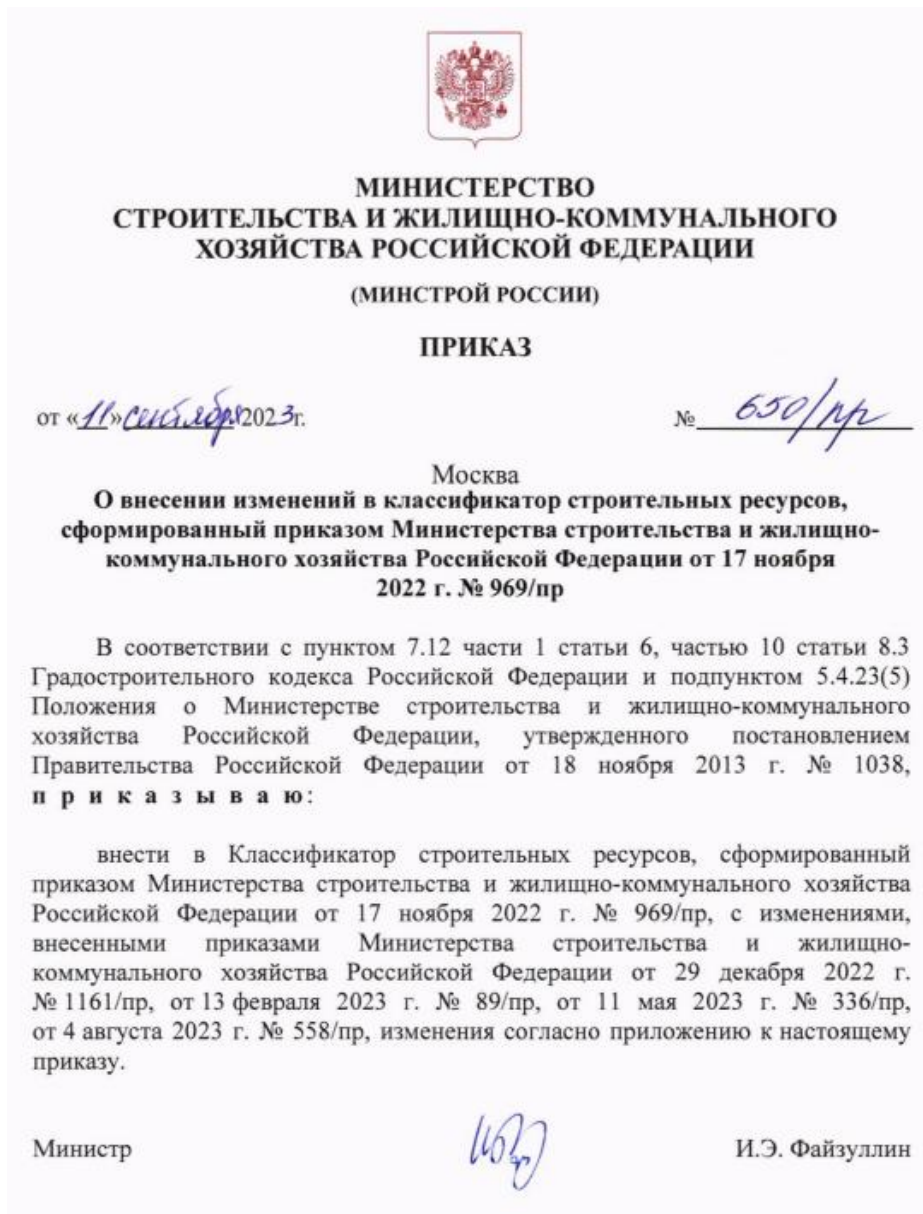 МИНИСТЕРСТВО
СТРОИТЕЛЬСТВА И ЖИЛИЩНО-КОММУНАЛЬНОГО
ХОЗЯЙСТВА РОССИЙСКОЙ ФЕДЕРАЦИИ
(МИНСТРОЙ РОССИИ)
ПРИКАЗ
от «11» сентября 2023г. № 650/пр
Москва
О внесении изменений в классификатор строительных ресурсов,
сформированный приказом Министерства строительства и жилищно-
коммунального хозяйства Российской Федерации от 17 ноября
2022 г. № 969/пр
В соответствии с пунктом 7.12 части 1 статьи 6, частью 10 статьи 8.3
Градостроительного кодекса Российской Федерации и подпунктом 5.4.23(5)
Положения о Министерстве строительства и жилищно-коммунального
хозяйства Российской Федерации, утвержденного постановлением
Правительства Российской Федерации от 18 ноября 2013 г. № 1038,
п р и к а з ы в а ю:
внести в Классификатор строительных ресурсов, сформированный
приказом Министерства строительства и жилищно-коммунального хозяйства
Российской Федерации от 17 ноября 2022 г. № 969/пр, с изменениями,
внесенными приказами Министерства строительства и жилищно-
коммунального хозяйства Российской Федерации от 29 декабря 2022 г.
№ 1161/пр, от 13 февраля 2023 г. № 89/пр, от 11 мая 2023 г. № 336/пр,
от 4 августа 2023 г. № 558/пр, изменения согласно приложению к настоящему
приказу.
Министр И.Э. Файзуллин